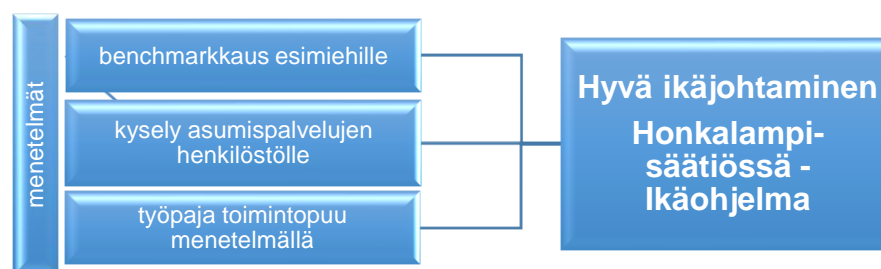 menetelmät
benchmarkkaus esimiehille
kysely asumispalvelujen
henkilöstölle
työpaja toimintopuu
menetelmällä
Hyvä ikäjohtaminen
Honkalampi-
säätiössä -
Ikäohjelma